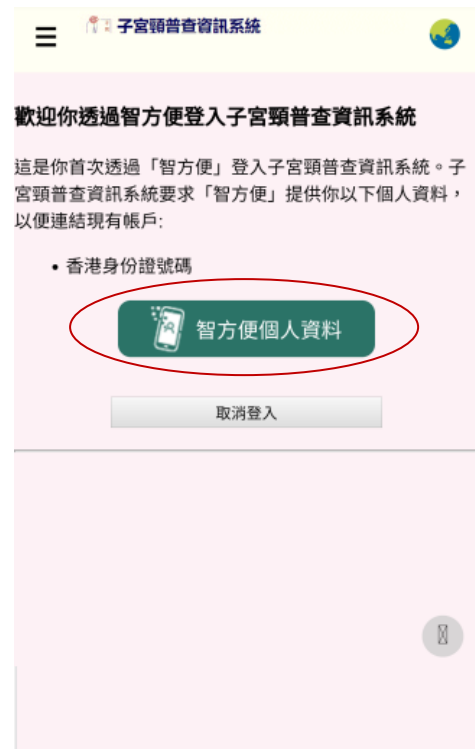 子宮頸普查資訊系統
歡迎你透過智方便登入子宮頸普查資訊系統
這是你首次透過「智方便」登入子宮頸普查資訊系統。子
宮頸普查資訊系統要求「智方便」提供你以下個人資料，
以便連結現有帳戶:
• 香港身份證號碼
智方便個人資料
取消登入